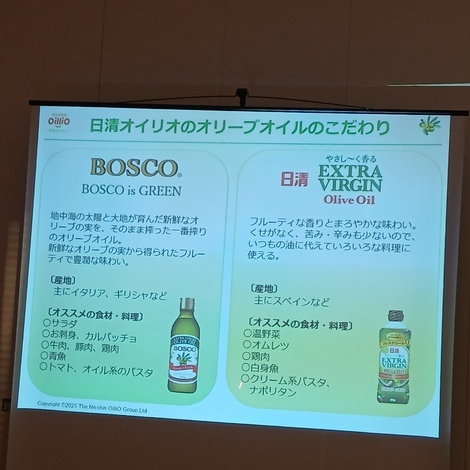 OilliO
日清オイリオのオリーブオイルのこだわり
BOSCO®
BOSCO is GREEN
地中海の太陽と大地が育んだ新鮮なオ
リーブの実を、そのまま搾った一番搾り
のオリーブオイル。
新鮮なオリーブの実から得られたフルー
ティで豊潤な味わい。
〔産地〕
主にイタリア、ギリシャなど
〔オススメの食材・料理〕
○サラダ
○お刺身、カルパッチョ
○牛肉、豚肉、鶏肉
○青魚
○トマト、オイル系のパスタ
BOSCO
やさし〜く香る
日清 EXTRA
VIRGIN
Olive Oil
フルーティな香りとまろやかな味わい。
くせがなく、苦み・辛みも少ないので、
いつもの油に代えていろいろな料理に
使える。
〔産地〕
主にスペインなど
〔オススメの食材・料理〕
○温野菜
○オムレツ
○鶏肉
○白身魚
○クリーム系パスタ、
ナポリタン
日清
EXTRA
VIRGIN
Copyright ©2025 The Nisshin OilliO Group Ltd.